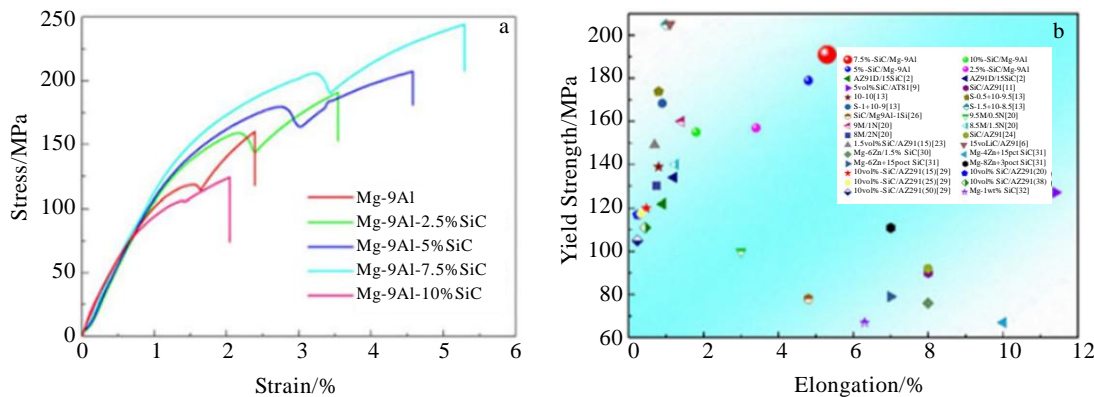 a
250
200
150
100
50
0
Stress/MPa
Mg-9Al
Mg-9Al-2.5%SiC
Mg-9Al-5%SiC
Mg-9Al-7.5%SiC
Mg-9Al-10%SiC
0 1 2 3 4 5 6
Strain/%
b
200
180
160
140
120
100
80
60
Yield Strength/MPa
7.5%-SiC/Mg-9Al 10%-SiC/Mg-9Al
5%-SiC/Mg-9Al 2.5%-SiC/Mg-9Al
AZ91D/15SiC[2] AZ91D/15SiC[2]
5vol%SiC/AT81[9] SiC/AZ91[11]
10-10[13] S-0.5+10-9.5[13]
S-1+10-9[13] S-1.5+10-8.5[13]
SiC/Mg9Al-1Si[26] 9.5M/0.5N[20]
9M/1N[20] 8.5M/1.5N[20]
8M/2N[20] SiC/AZ91[24]
1.5vol%SiC/AZ91(15)[23] 15voLiC/AZ91[6]
Mg-6Zn/1.5% SiC[30] Mg-4Zn+15pct SiC[31]
Mg-6Zn+15poct SiC[31] Mg-8Zn+3poct SiC[31]
10vol%-SiC/AZ291(15)[29] 10vol% SiC/AZ291(20)
10vol%-SiC/AZ291(25)[29] 10vol% SiC/AZ291(38)
10vol%-SiC/AZ291(50)[29] Mg-1wt% SiC[32]
0 2 4 6 8 10 12
Elongation/%